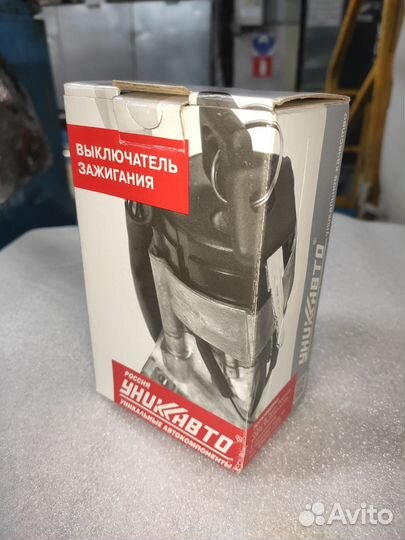 ВЫКЛЮЧАТЕЛЬ
ЗАЖИГАНИЯ
РОССИЯ
УНИКАВТО®
УНИКАЛЬНЫЕ АВТОКОМПОНЕНТЫ
УНИКАВТО®
Avito